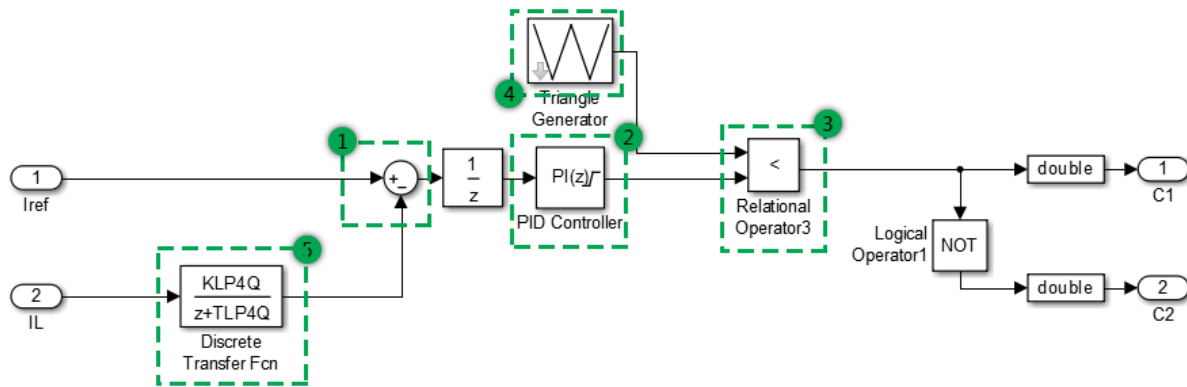 4
Triangle
Generator
1
2
3
1
Iref
+
-
1
z
PI(z)
PID Controller
<
Relational
Operator3
double
1
C1
Logical
Operator1
NOT
5
2
IL
KLP4Q
z+TLP4Q
Discrete
Transfer Fcn
double
2
C2